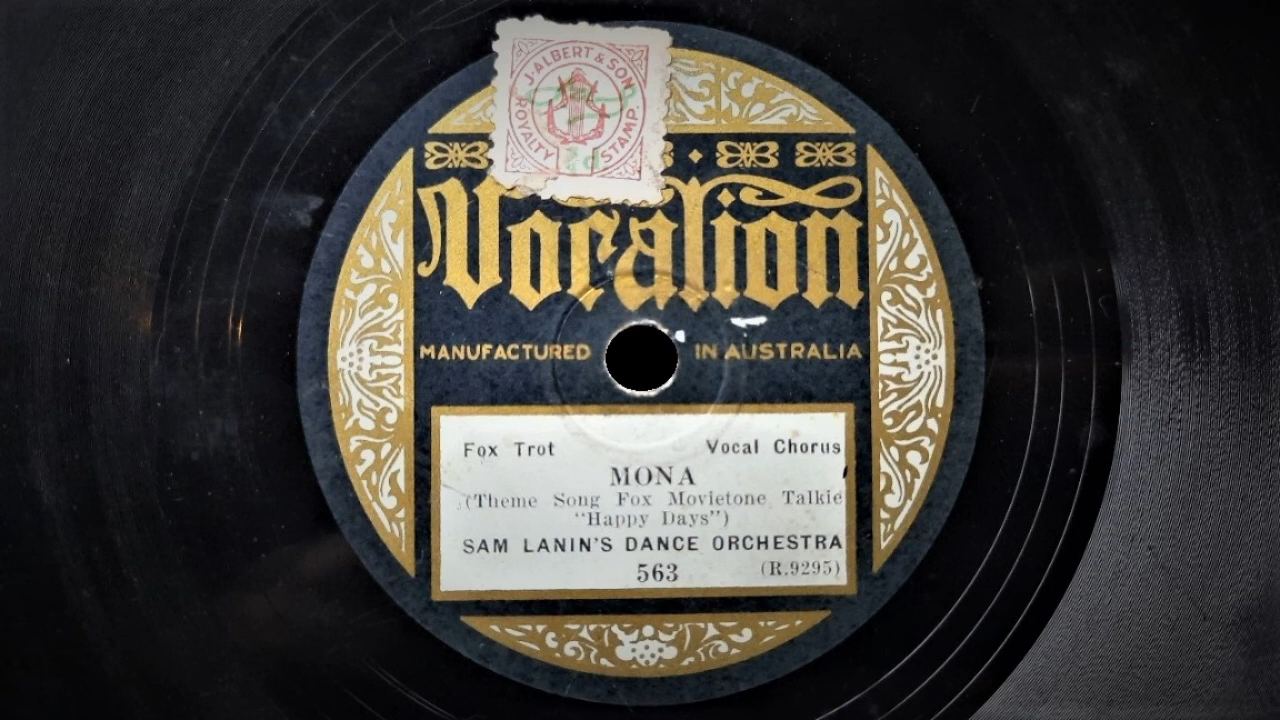 J. ALBERT & SON
ROYALTY STAMP
Vocalion
MANUFACTURED IN AUSTRALIA
Fox Trot Vocal Chorus
MONA
(Theme Song Fox Movietone Talkie
“Happy Days”)
SAM LANIN'S DANCE ORCHESTRA
563 (R.9295)